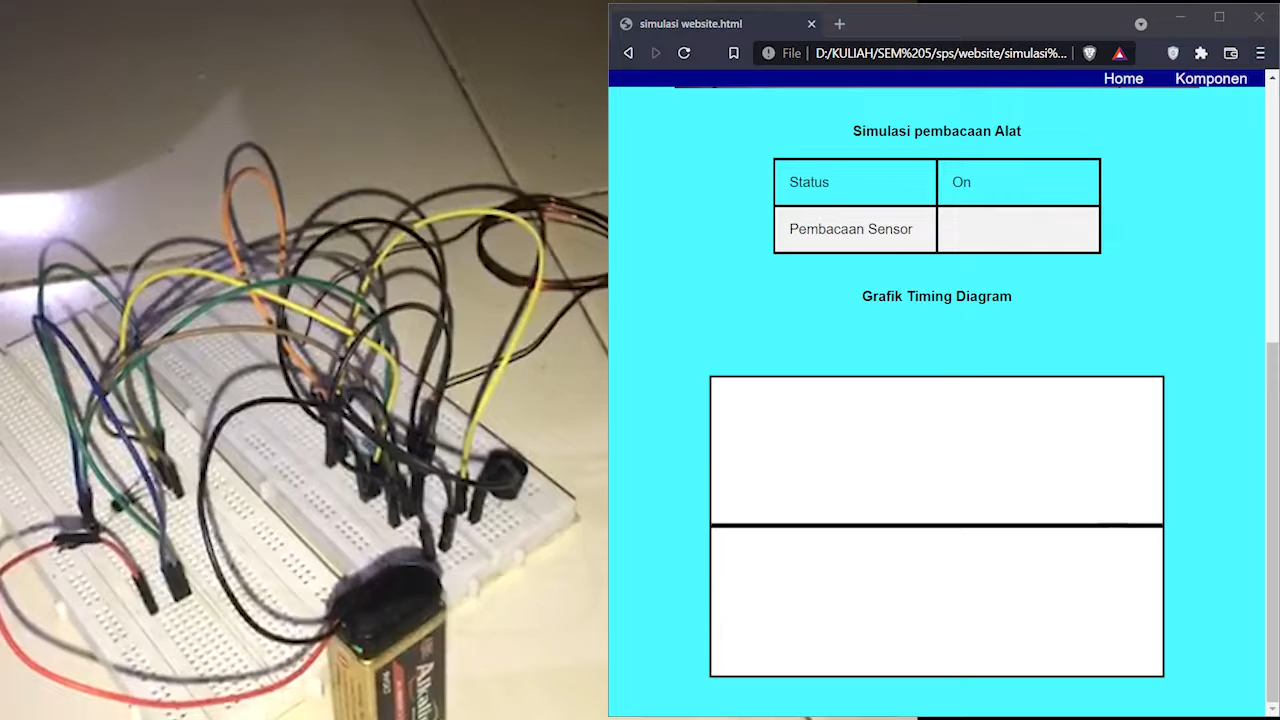 simulasi website.html
File
D:/KULIAH/SEM%205/sps/website/simulasi%...
Home Komponen
Simulasi pembacaan Alat
Status On
Pembacaan Sensor
Grafik Timing Diagram